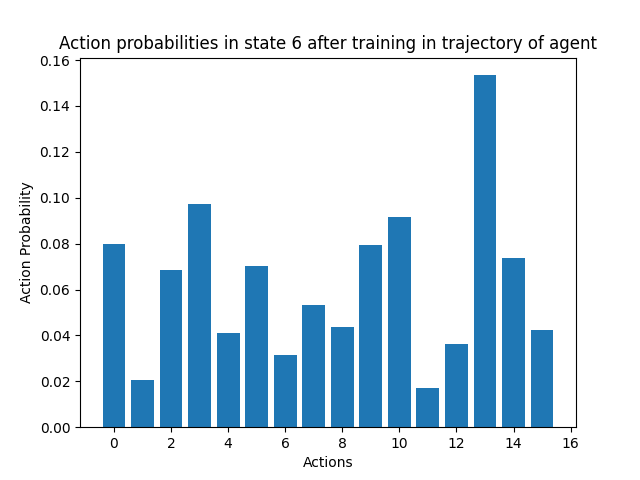 Action probabilities in state 6 after training in trajectory of agent
0.16
0.14
0.12
0.10
0.08
0.06
0.04
0.02
0.00
Action Probability
0 2 4 6 8 10 12 14 16
Actions